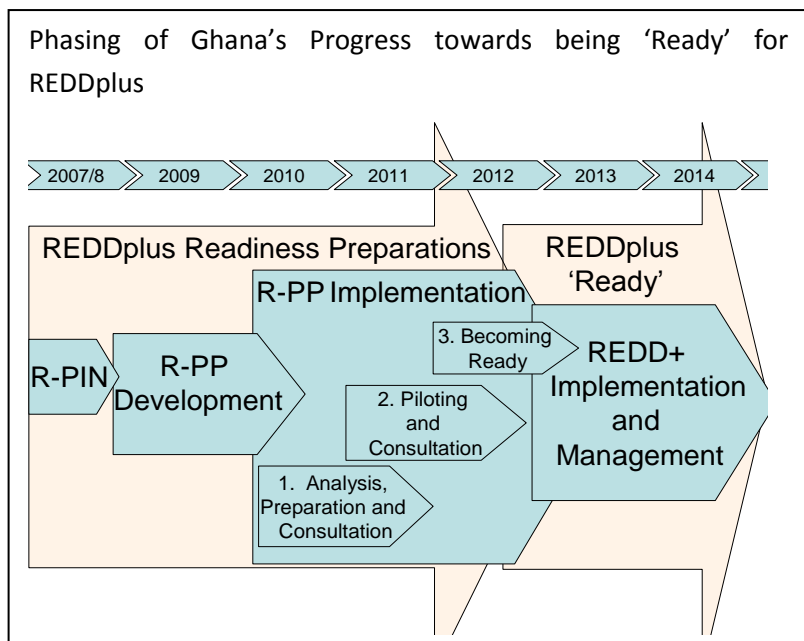 Phasing of Ghana’s Progress towards being ‘Ready’ for
REDDplus
2007/8 2009 2010 2011 2012 2013 2014
REDDplus Readiness Preparations
REDDplus
‘Ready’
R-PP Implementation
3. Becoming
Ready
R-PIN
R-PP
Development
REDD+
Implementation
and
Management
2. Piloting
and
Consultation
1. Analysis,
Preparation and
Consultation